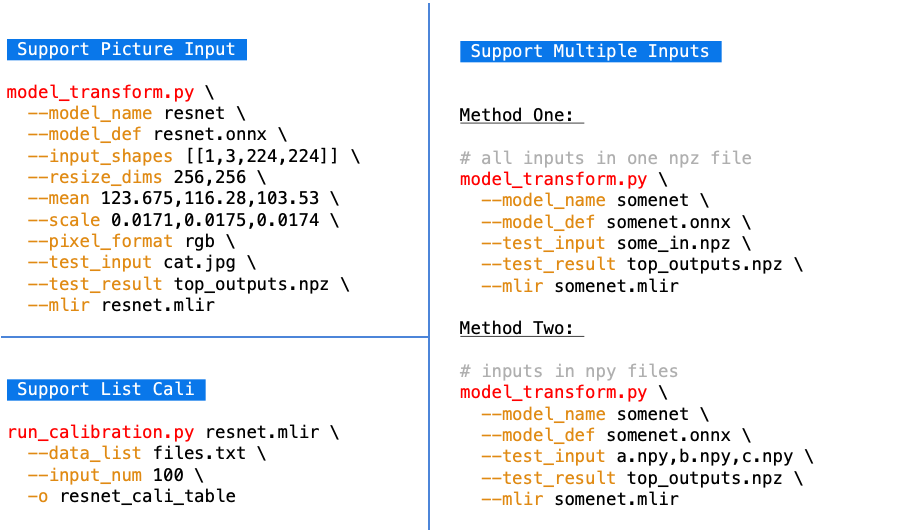 Support Picture Input
model_transform.py \
--model_name resnet \
--model_def resnet.onnx \
--input_shapes [[1,3,224,224]] \
--resize_dims 256,256 \
--mean 123.675,116.28,103.53 \
--scale 0.0171,0.0175,0.0174 \
--pixel_format rgb \
--test_input cat.jpg \
--test_result top_outputs.npz \
--mlir resnet.mlir
Support List Cali
run_calibration.py resnet.mlir \
--data_list files.txt \
--input_num 100 \
-o resnet_cali_table
Support Multiple Inputs
Method One:
# all inputs in one npz file
model_transform.py \
--model_name somenet \
--model_def somenet.onnx \
--test_input some_in.npz \
--test_result top_outputs.npz \
--mlir somenet.mlir
Method Two:
# inputs in npy files
model_transform.py \
--model_name somenet \
--model_def somenet.onnx \
--test_input a.npy,b.npy,c.npy \
--test_result top_outputs.npz \
--mlir somenet.mlir